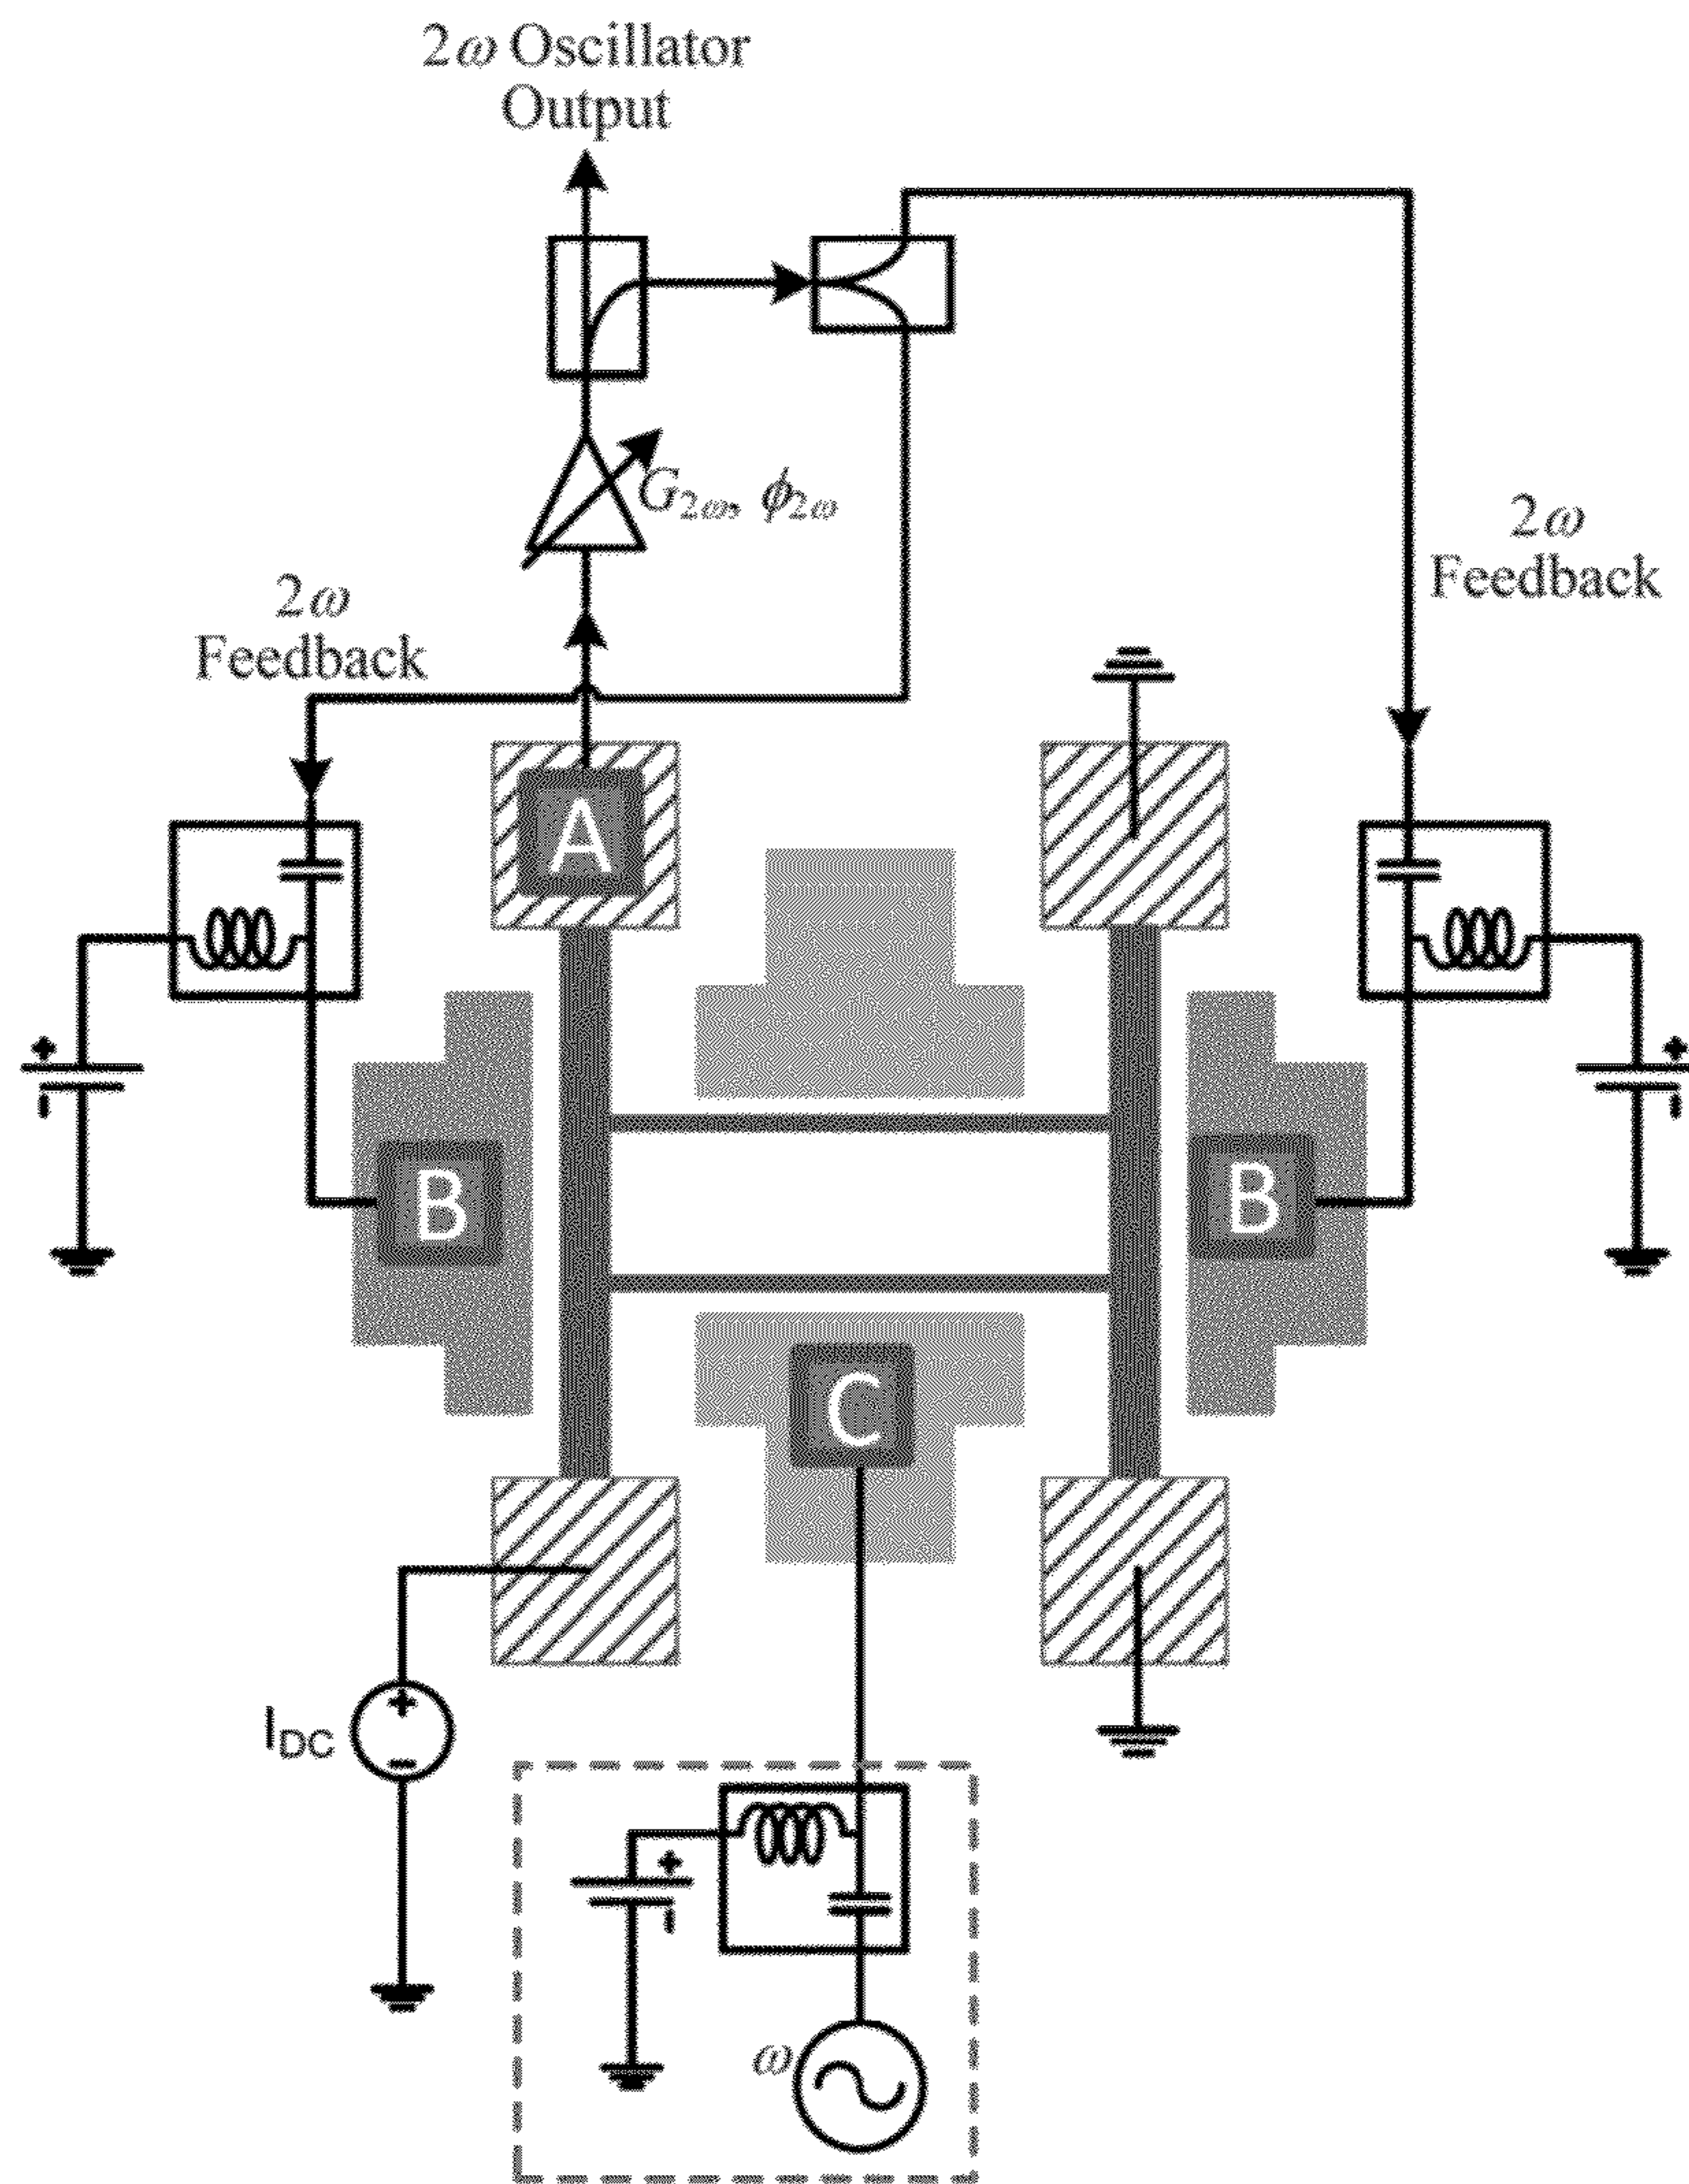 2ω Oscillator
Output
G2ω, ϕ2ω
2ω
Feedback
2ω
Feedback
A
B
B
C
IDC
ω